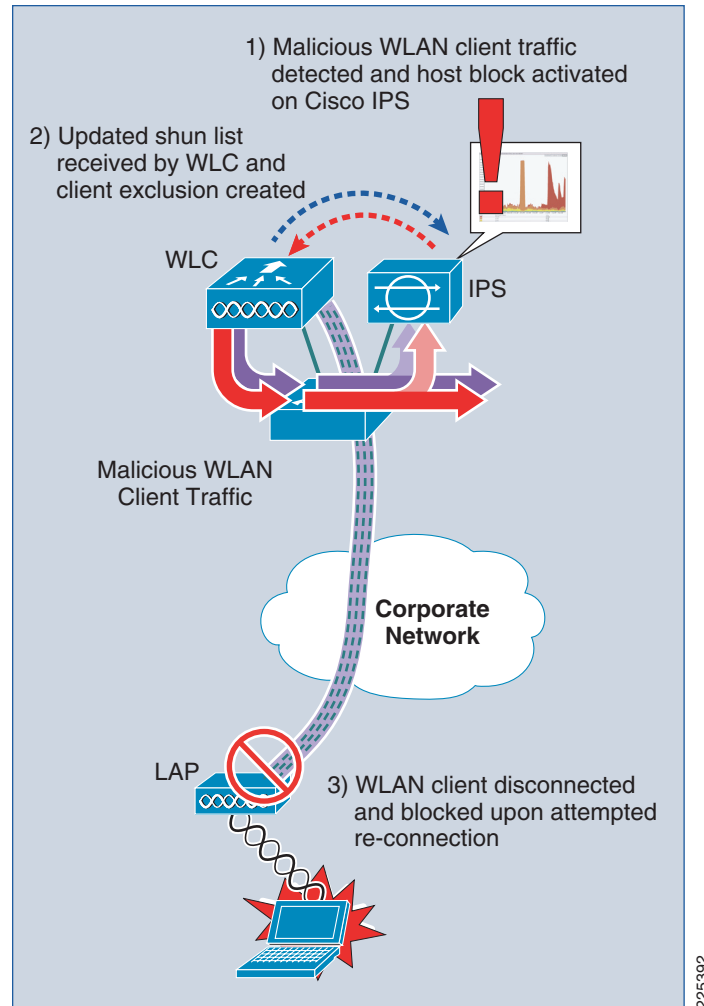 1) Malicious WLAN client traffic
detected and host block activated
on Cisco IPS
2) Updated shun list
received by WLC and
client exclusion created
WLC
IPS
Malicious WLAN
Client Traffic
Corporate
Network
LAP
3) WLAN client disconnected
and blocked upon attempted
re-connection
225392